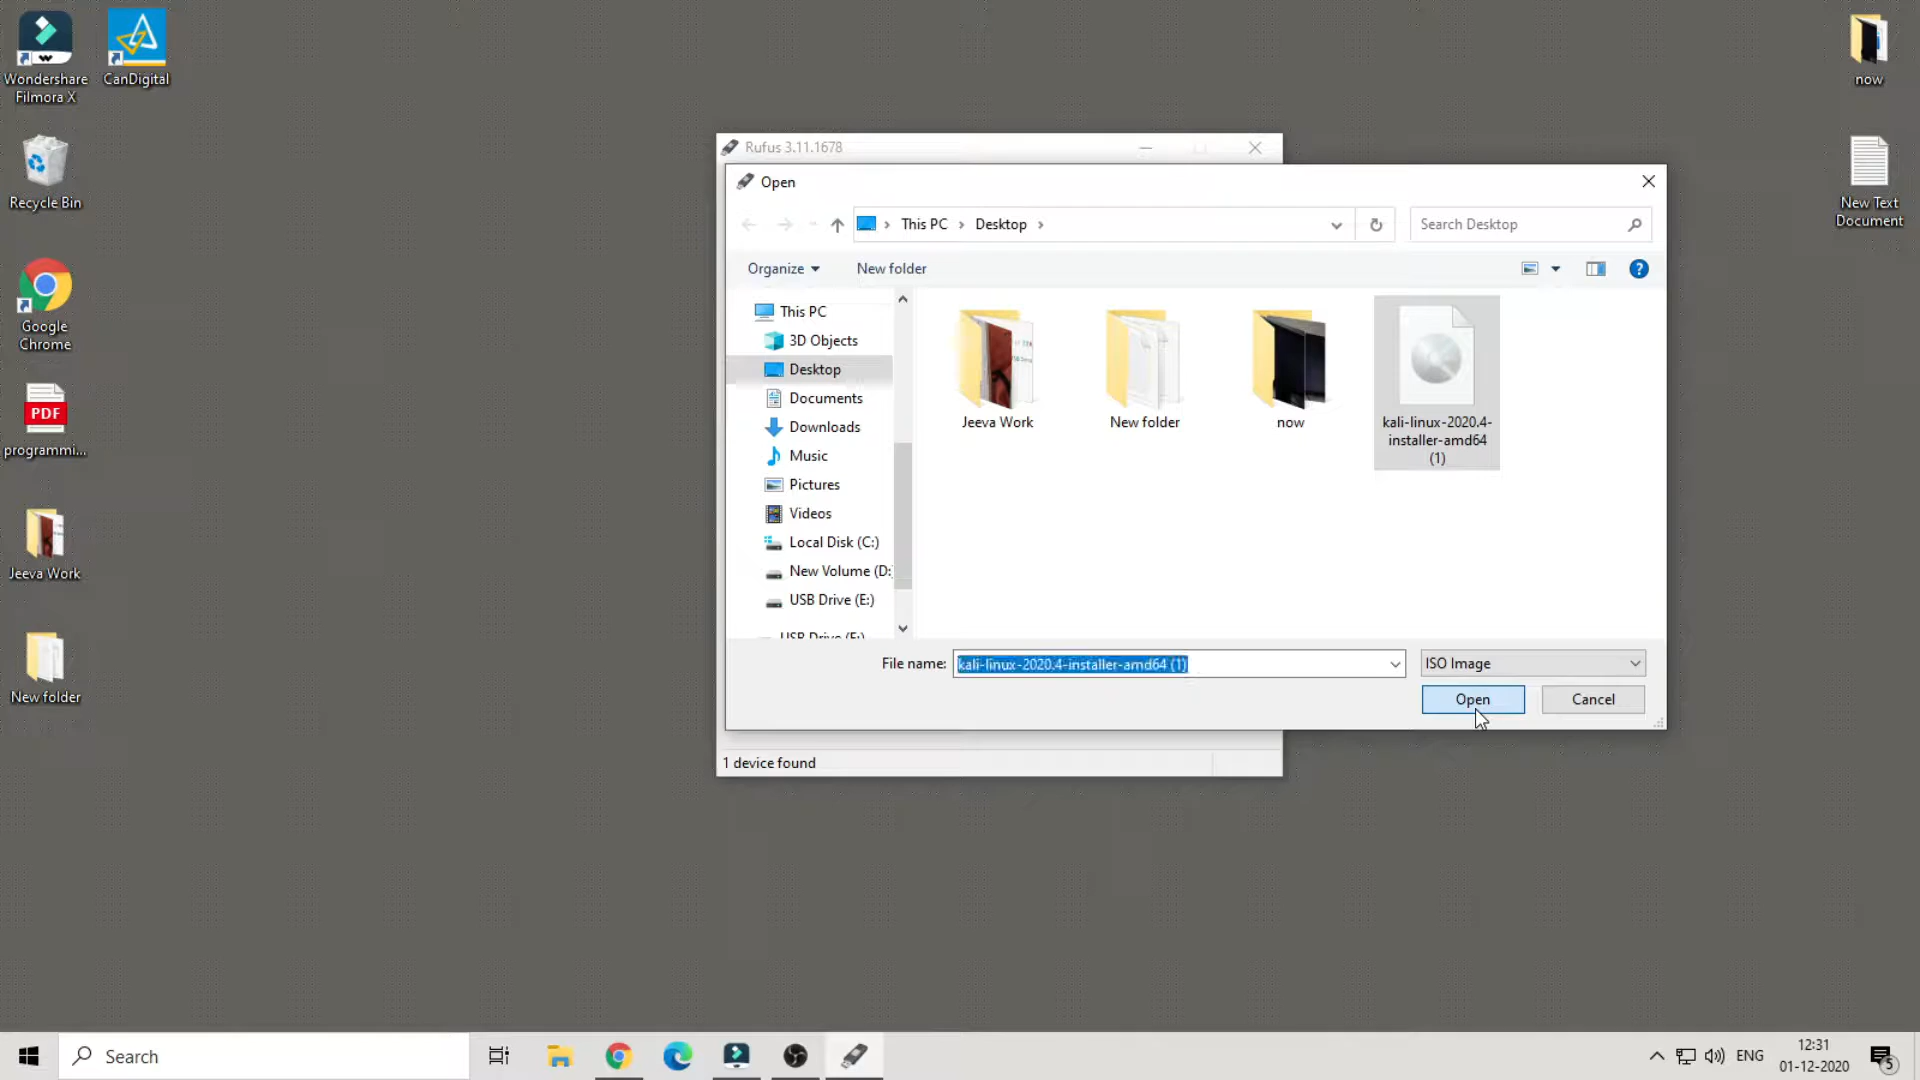 Wondershare
Filmora X
CanDigital
Recycle Bin
Google
Chrome
PDF
programmi...
Jeeva Work
New folder
now
New Text
Document
Rufus 3.11.1678
Open
This PC
Desktop
Search Desktop
Organize
New folder
This PC
3D Objects
Desktop
Documents
Downloads
Music
Pictures
Videos
Local Disk (C:)
New Volume (D:
USB Drive (E:)
USB Drive (E:)
Jeeva Work
New folder
now
kali-linux-2020.4-
installer-amd64
(1)
File name:
kali-linux-2020.4-installer-amd64 (1)
ISO Image
Open
Cancel
1 device found
Search
ENG
12:31
01-12-2020
5